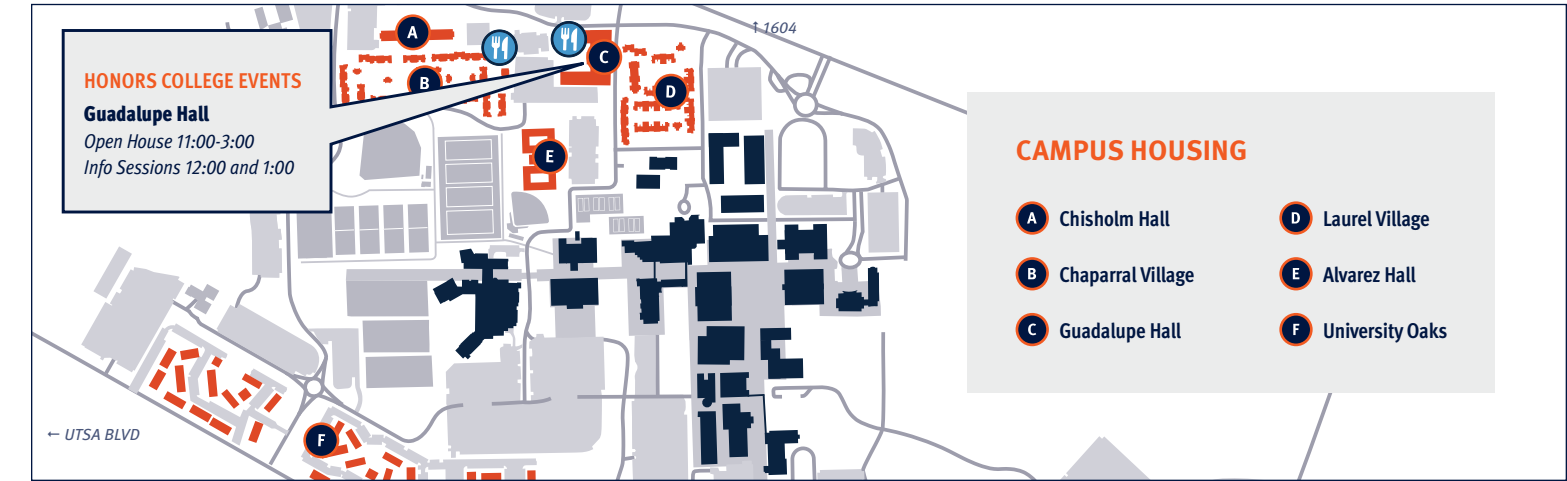 HONORS COLLEGE EVENTS
Guadalupe Hall
Open House 11:00-3:00
Info Sessions 12:00 and 1:00
A
B
C
D
E
F
↑ 1604
← UTSA BLVD
CAMPUS HOUSING
A Chisholm Hall
B Chaparral Village
C Guadalupe Hall
D Laurel Village
E Alvarez Hall
F University Oaks